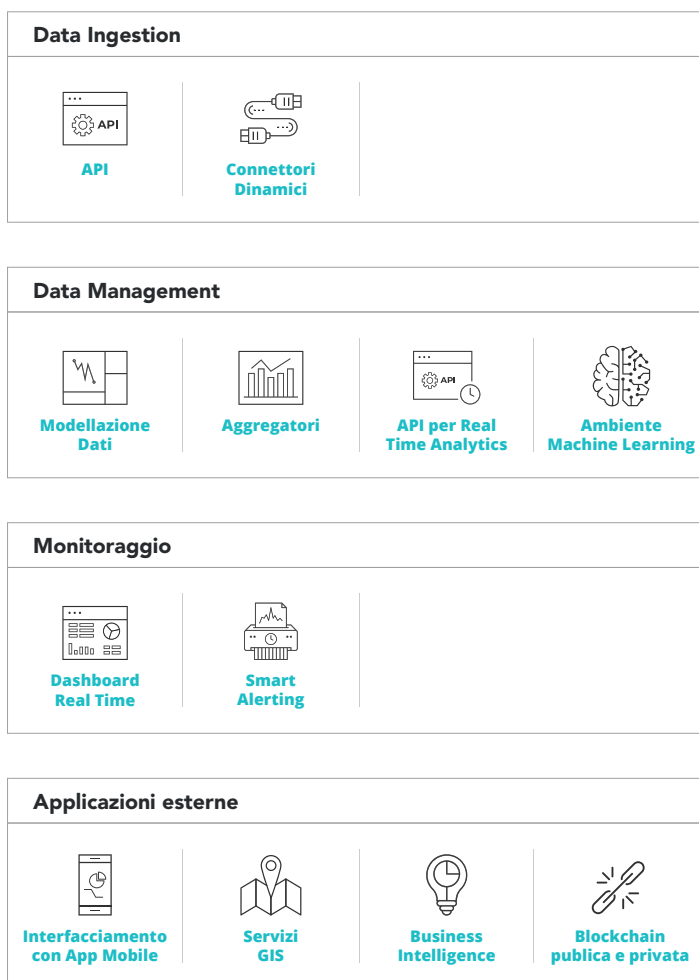 Data Ingestion
API
API
Connettori
Dinamici
Data Management
API
Modellazione
Dati
Aggregatori
API per Real
Time Analytics
Ambiente
Machine Learning
Monitoraggio
Dashboard
Real Time
Smart
Alerting
Applicazioni esterne
Interfacciamento
con App Mobile
Servizi
GIS
Business
Intelligence
Blockchain
publica e privata